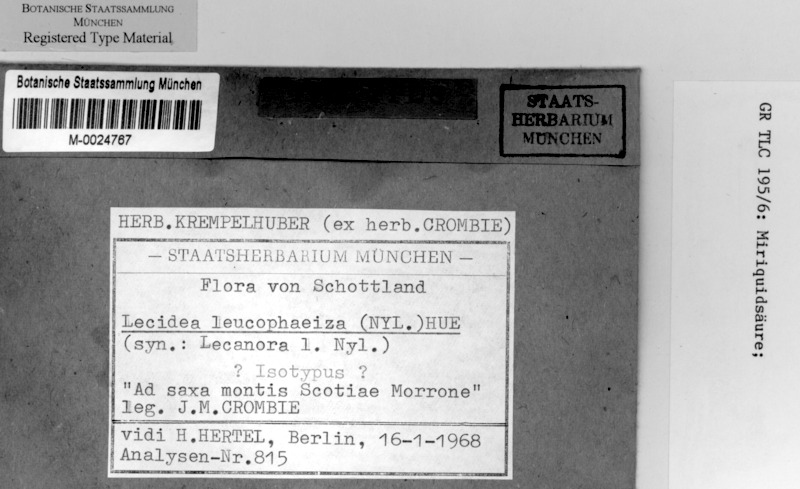 BOTANISCHE STAATSSAMMLUNG
MÜNCHEN
Registered Type Material
Botanische Staatssammlung München
M-0024767
STAATS-
HERBARIUM
MÜNCHEN
HERB.KREMPELHUBER (ex herb.CROMBIE)
— STAATSHERBARIUM MÜNCHEN —
Flora von Schottland
Lecidea leucophaeiza (NYL.)HUE
(syn.: Lecanora l. Nyl.)
? Isotypus ?
"Ad saxa montis Scotiae Morrone"
leg. J.M.CROMBIE
vidi H.HERTEL, Berlin, 16-1-1968
Analysen-Nr.815
GR TLC 195/6: Miriquidsäure;